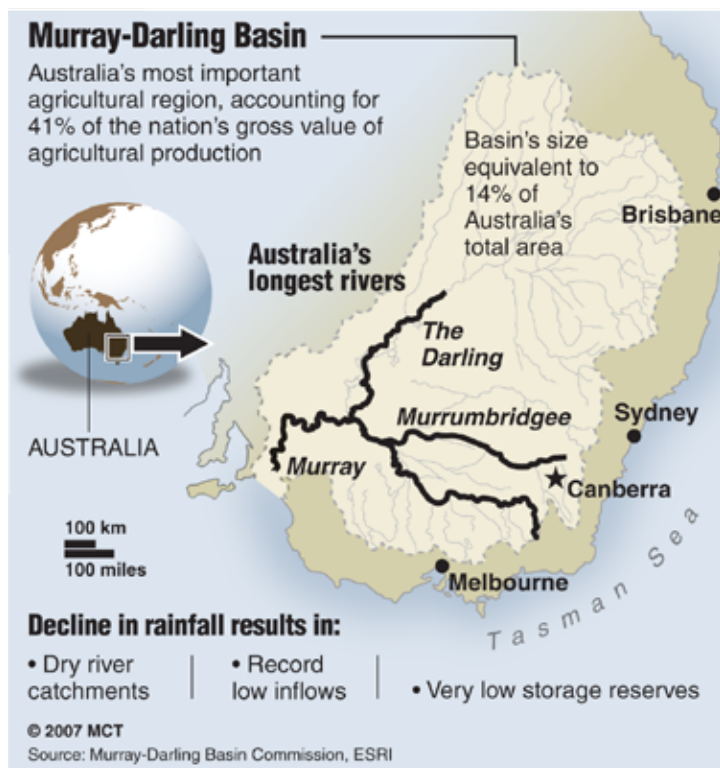 Murray-Darling Basin
Australia's most important
agricultural region, accounting for
41% of the nation's gross value of
agricultural production
Basin's size
equivalent to
14% of
Australia's
total area
Brisbane
Australia's
longest rivers
The
Darling
Murrumbridgee
Sydney
AUSTRALIA
Murray
Canberra
100 km
100 miles
Melbourne
Tasman Sea
Decline in rainfall results in:
• Dry river
catchments
• Record
low inflows
• Very low storage reserves
© 2007 MCT
Source: Murray-Darling Basin Commission, ESRI